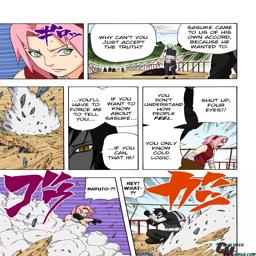 SASUKE CAME
TO US OF HIS
OWN ACCORD,
BECAUSE HE
WANTED TO.
WHY CAN'T YOU
JUST ACCEPT
THE TRUTH?
SHUT UP,
FOUR
EYES!!
YOU
DON'T
UNDERSTAND
HOW
PEOPLE
FEEL.
YOU ONLY
KNOW
COLD
LOGIC.
IF YOU
WANT TO
KNOW
ABOUT
SASUKE...
...IF YOU
CAN,
THAT IS.
...YOU'LL
HAVE TO
FORCE ME
TO TELL
YOU...
HEY!
WHAT-
?!
NARUTO-?!